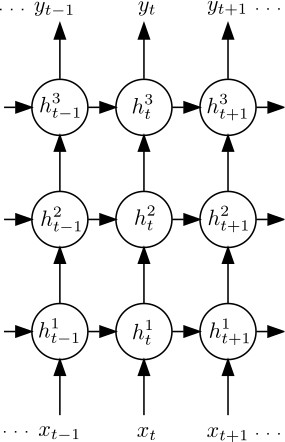 ⋯ y_{t-1} y_t y_{t+1} ⋯
h^3_{t-1} h^3_t h^3_{t+1}
h^2_{t-1} h^2_t h^2_{t+1}
h^1_{t-1} h^1_t h^1_{t+1}
⋯ x_{t-1} x_t x_{t+1} ⋯